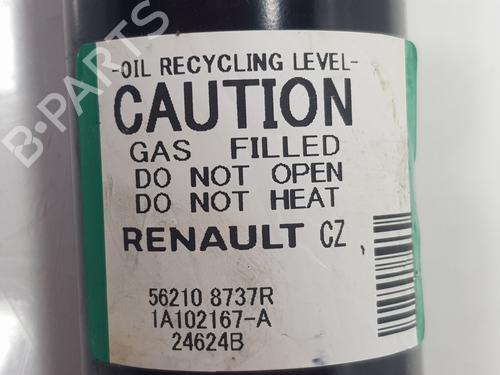 -OIL RECYCLING LEVEL-
CAUTION
GAS FILLED
DO NOT OPEN
DO NOT HEAT
RENAULT CZ
56210 8737R
1A102167-A
24624B
B-PARTS